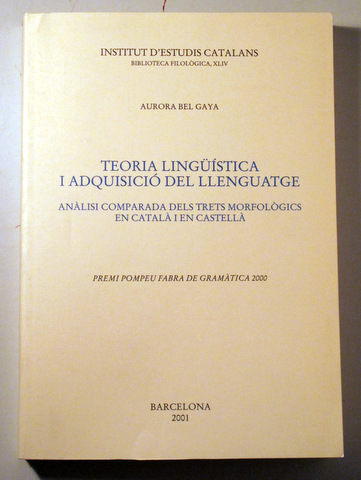 INSTITUT D'ESTUDIS CATALANS
BIBLIOTECA FILOLÒGICA, XLIV
AURORA BEL GAYA
TEORIA LINGÜÍSTICA
I ADQUISICIÓ DEL LLENGUATGE
ANÀLISI COMPARADA DELS TRETS MORFOLÒGICS
EN CATALÀ I EN CASTELLÀ
PREMI POMPEU FABRA DE GRAMÀTICA 2000
BARCELONA
2001